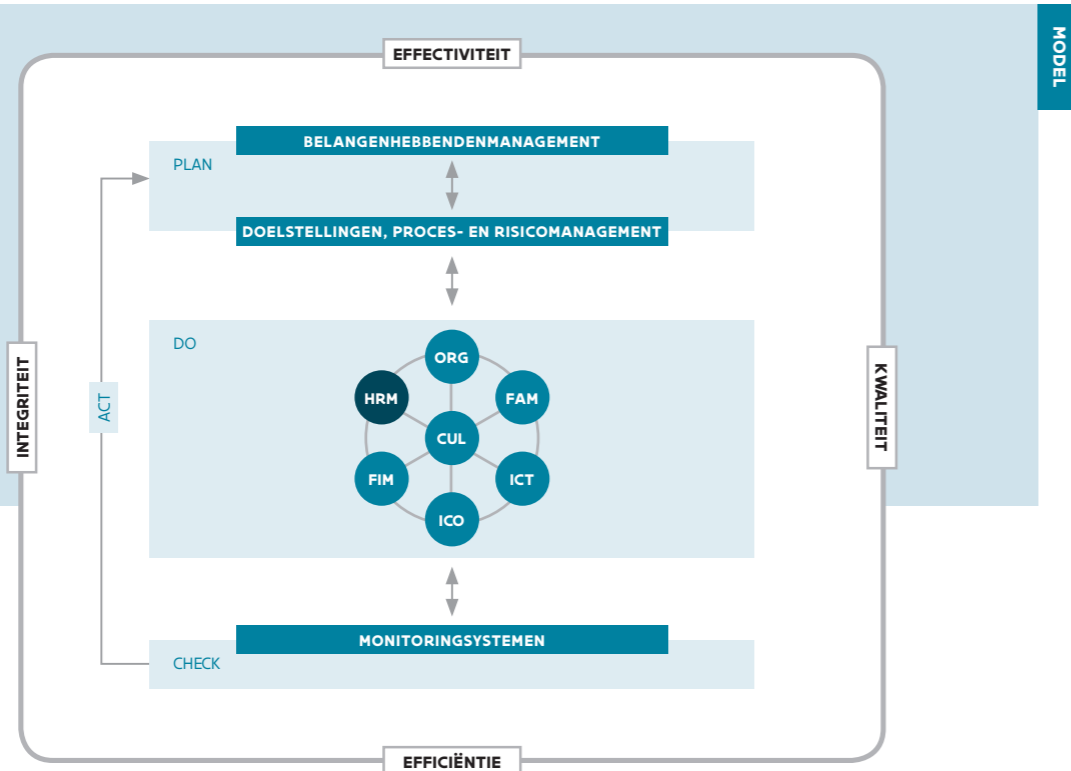 MODEL
EFFECTIVITEIT
BELANGENHEBBENDENMANAGEMENT
PLAN
DOELSTELLINGEN, PROCES- EN RISICOMANAGEMENT
DO
ORG
HRM
FAM
CUL
FIM
ICT
ICO
INTEGRITEIT
ACT
KWALITEIT
MONITORINGSYSTEMEN
CHECK
EFFICIËNTIE